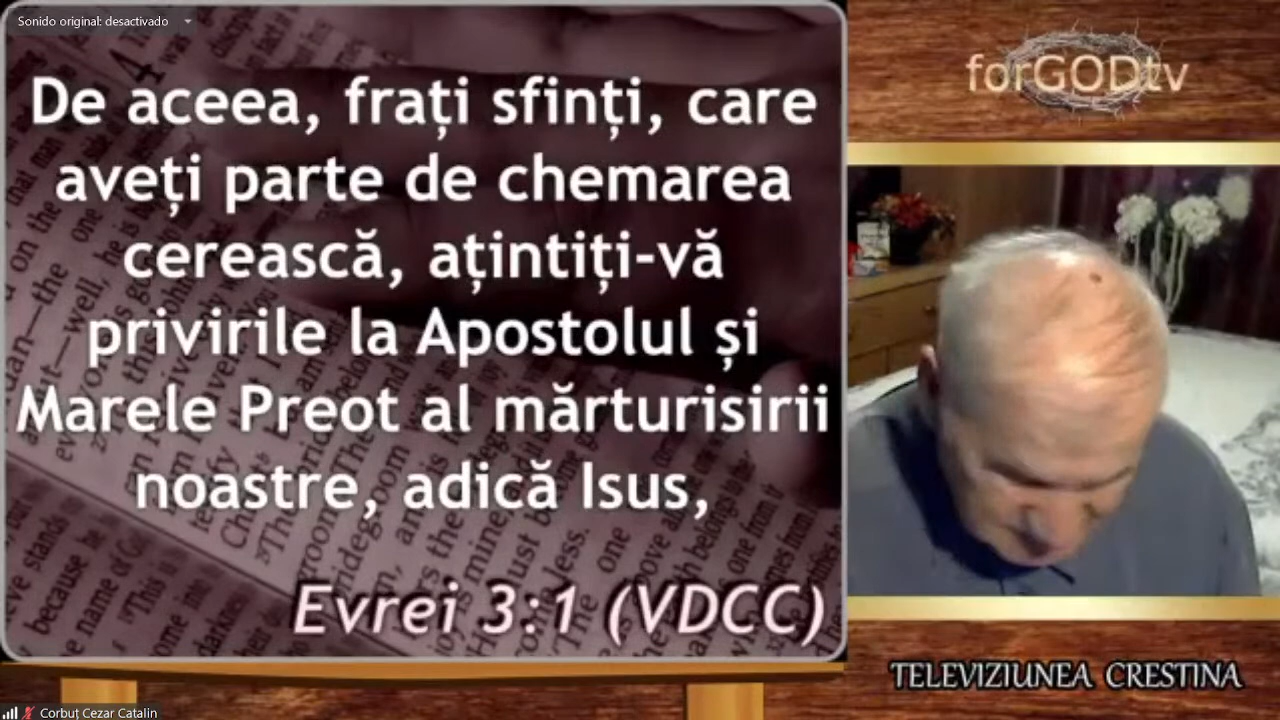 Sonido original: desactivado
De aceea, frați sfinți, care
aveți parte de chemarea
cerească, ațintiți-vă
privirile la Apostolul și
Marele Preot al mărturisirii
noastre, adică Isus,
Evrei 3:1 (VDCC)
forGODtv
TELEVIZIUNEA CRESTINA
Corbuț Cezar Catalin